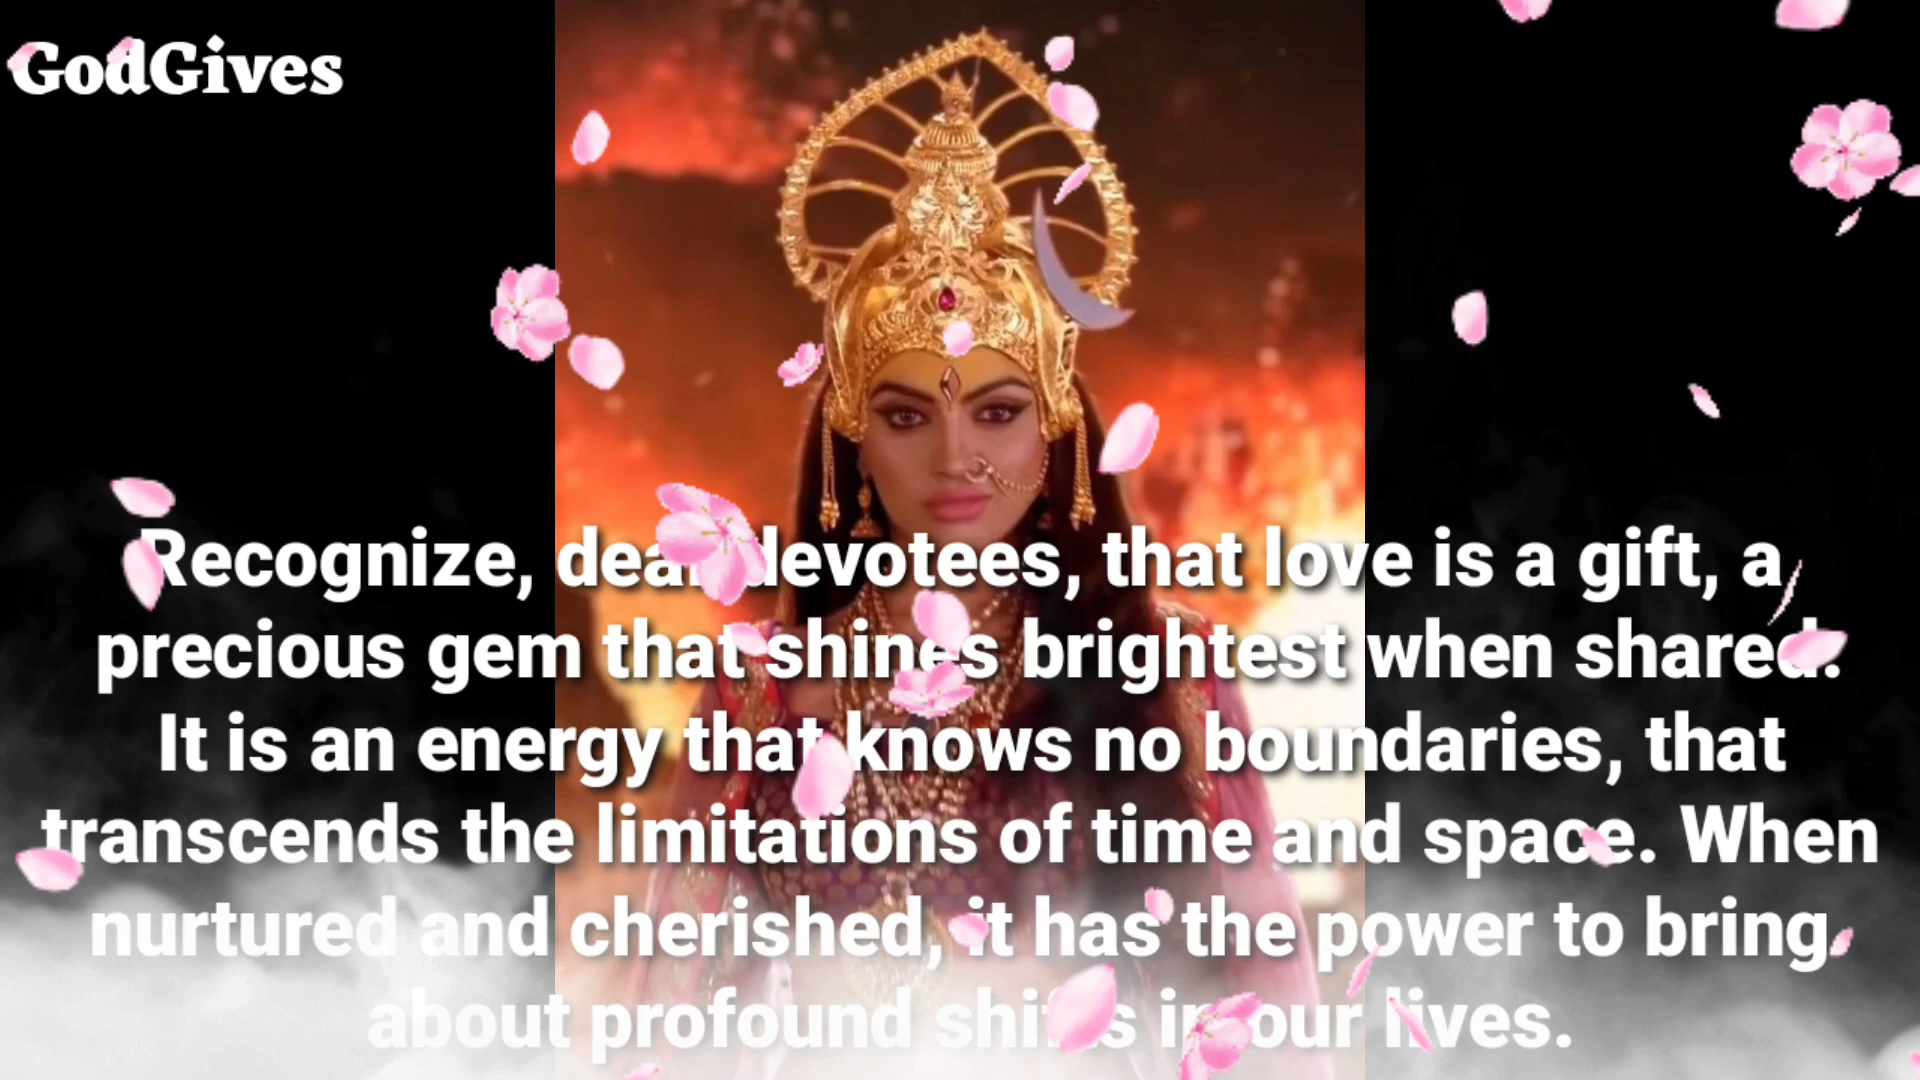 GodGives
Recognize, dear devotees, that love is a gift, a
precious gem that shines brightest when shared.
It is an energy that knows no boundaries, that
transcends the limitations of time and space. When
nurtured and cherished, it has the power to bring
about profound shifts in our lives.